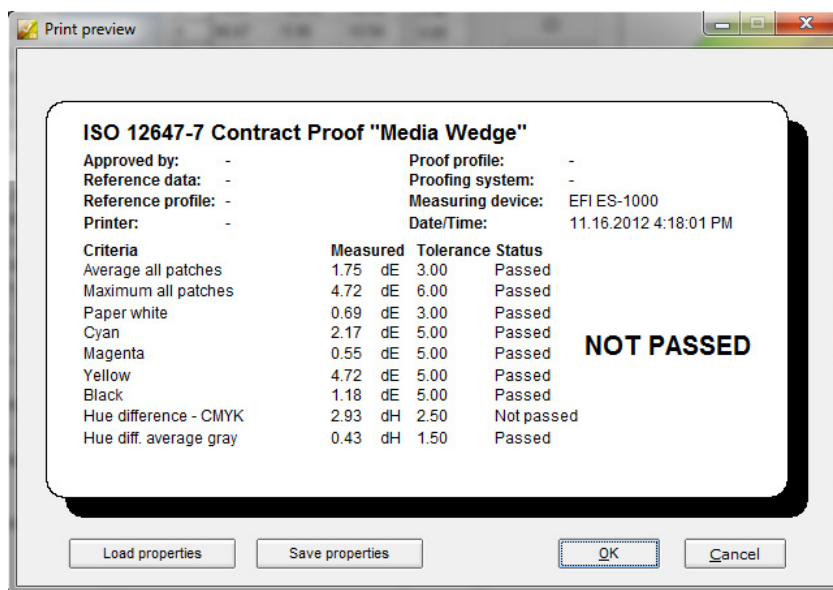 Print preview
ISO 12647-7 Contract Proof "Media Wedge"
Approved by: - Proof profile: -
Reference data: - Proofing system: -
Reference profile: - Measuring device: EFI ES-1000
Printer: - Date/Time: 11.16.2012 4:18:01 PM
Criteria Measured Tolerance Status
Average all patches 1.75 dE 3.00 Passed
Maximum all patches 4.72 dE 6.00 Passed
Paper white 0.69 dE 3.00 Passed
Cyan 2.17 dE 5.00 Passed
Magenta 0.55 dE 5.00 Passed
NOT PASSED
Yellow 4.72 dE 5.00 Passed
Black 1.18 dE 5.00 Passed
Hue difference - CMYK 2.93 dH 2.50 Not passed
Hue diff. average gray 0.43 dH 1.50 Passed
Load properties Save properties OK Cancel